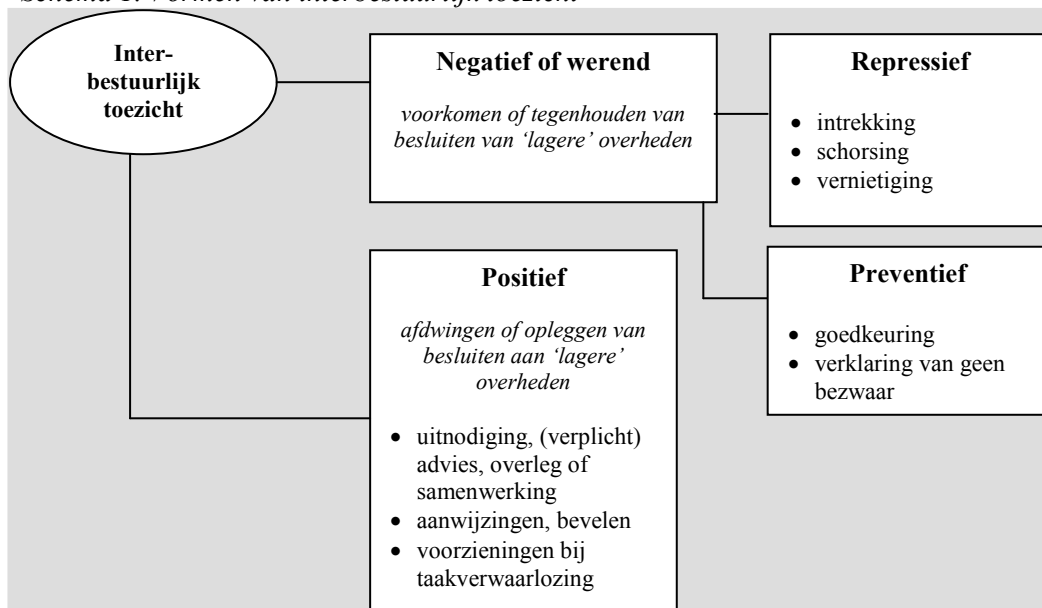 Schema 1: Vormen van interbestuurlijk toezicht
Inter-
bestuurlijk
toezicht
Negatief of werend
voorkomen of tegenhouden van
besluiten van ‘lagere’ overheden
Repressief
• intrekking
• schorsing
• vernietiging
Preventief
• goedkeuring
• verklaring van geen
bezwaar
Positief
afdwingen of opleggen van
besluiten aan ‘lagere’
overheden
• uitnodiging, (verplicht)
advies, overleg of
samenwerking
• aanwijzingen, bevelen
• voorzieningen bij
taakverwaarlozing